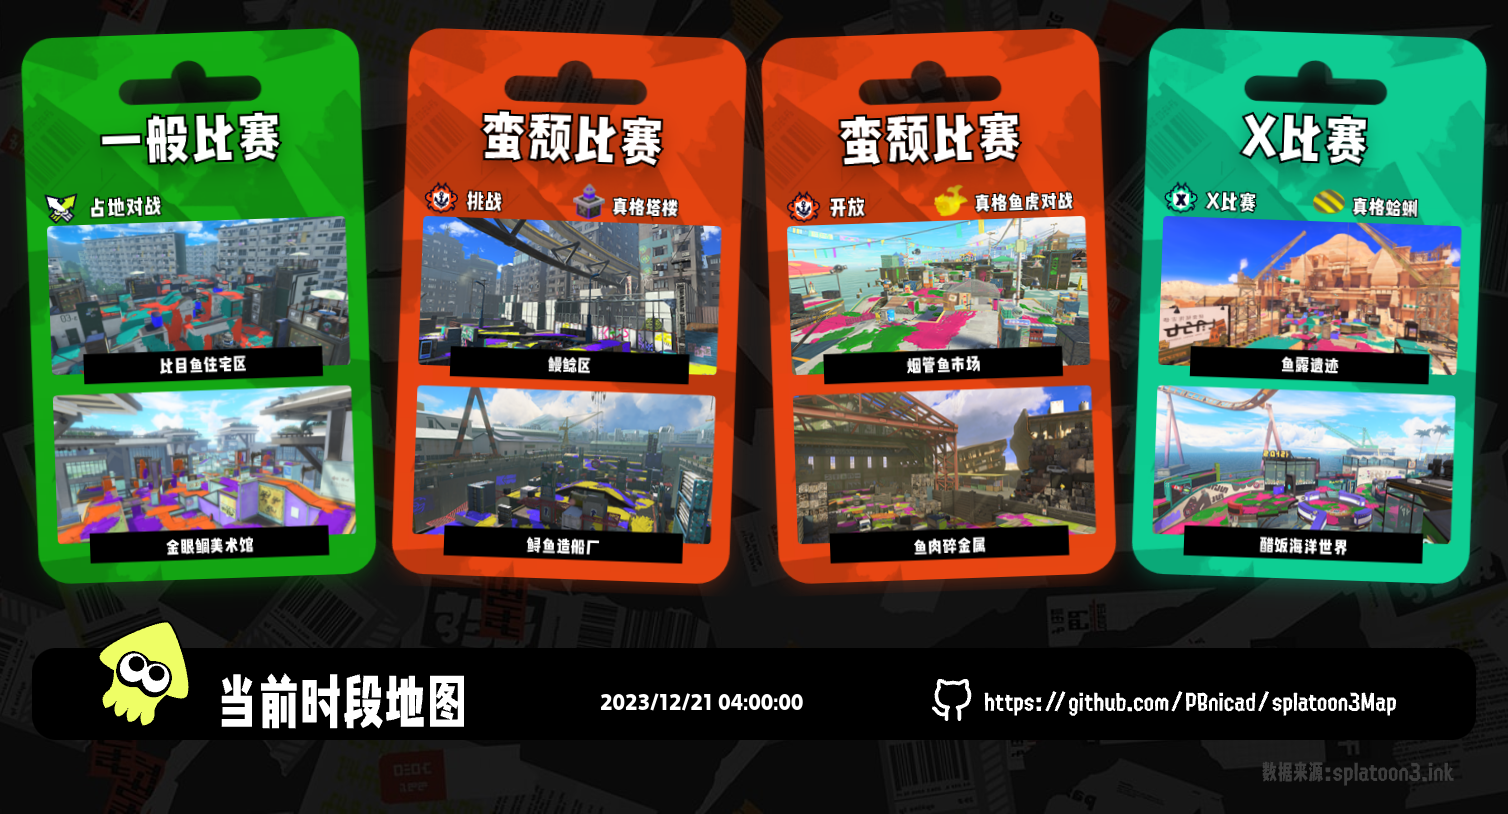 一般比赛
占地对战
比目鱼住宅区
金眼鲷美术馆
蛮颓比赛
挑战
真格塔楼
鳗鲶区
鲟鱼造船厂
蛮颓比赛
开放
真格鱼虎对战
烟管鱼市场
鱼肉碎金属
X比赛
X比赛
真格蛤蜊
鱼露遗迹
醋饭海洋世界
当前时段地图
2023/12/21 04:00:00
https://github.com/PBnicad/splatoon3Map
数据来源:splatoon3.ink